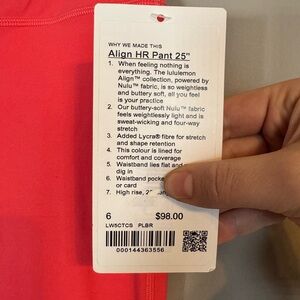 WHY WE MADE THIS
Align HR Pant 25"
1. When feeling nothing is
everything. The lululemon
Align™ collection, powered by
Nulu™ fabric, is so weightless
and buttery soft, all you feel
is your practice
2. Our buttery-soft Nulu™ fabric
feels weightlessly light and is
sweat-wicking and four-way
stretch
3. Added Lycra® fibre for stretch
and shape retention
4. This colour is lined for
comfort and coverage
5. Waistband lies flat and
dig in
6. Waistband
or card
7. High rise,
6 $98.00
LW5CTCS PLBR
000144363556